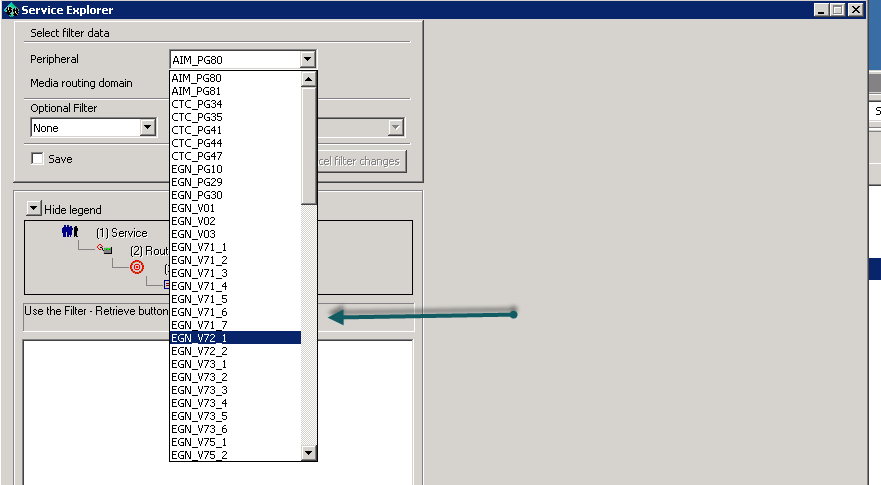 Service Explorer
Select filter data
Peripheral
AIM_PG80
Media routing domain
Optional Filter
None
Save
cel filter changes
AIM_PG80
AIM_PG81
CTC_PG34
CTC_PG35
CTC_PG41
CTC_PG44
CTC_PG47
EGN_PG10
EGN_PG29
EGN_PG30
EGN_V01
EGN_V02
EGN_V03
EGN_V71_1
EGN_V71_2
EGN_V71_3
EGN_V71_4
EGN_V71_5
EGN_V71_6
EGN_V71_7
EGN_V72_1
EGN_V72_2
EGN_V73_1
EGN_V73_2
EGN_V73_3
EGN_V73_4
EGN_V73_5
EGN_V73_6
EGN_V75_1
EGN_V75_2
Hide legend
(1) Service
(2) Rout
(
Use the Filter - Retrieve button
S